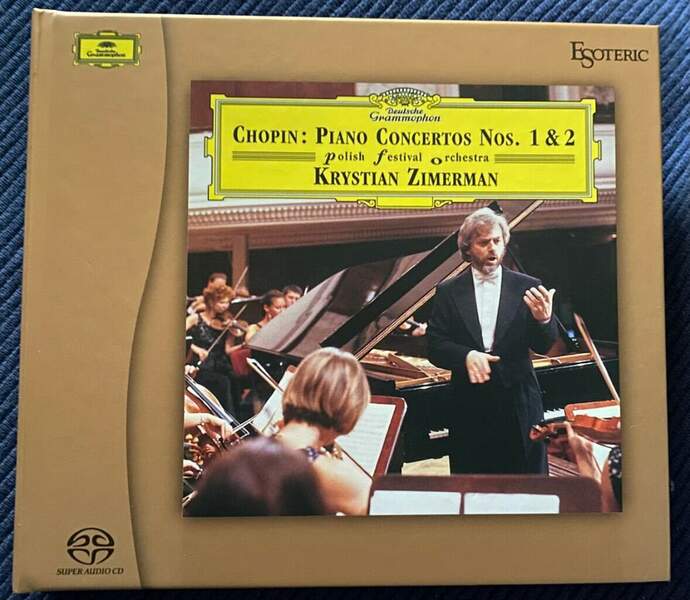 Deutsche
Grammophon
ESOTERIC
Deutsche
Grammophon
CHOPIN: PIANO CONCERTOS NOS. 1 & 2
polish festival orchestra
KRYSTIAN ZIMERMAN
SUPER AUDIO CD